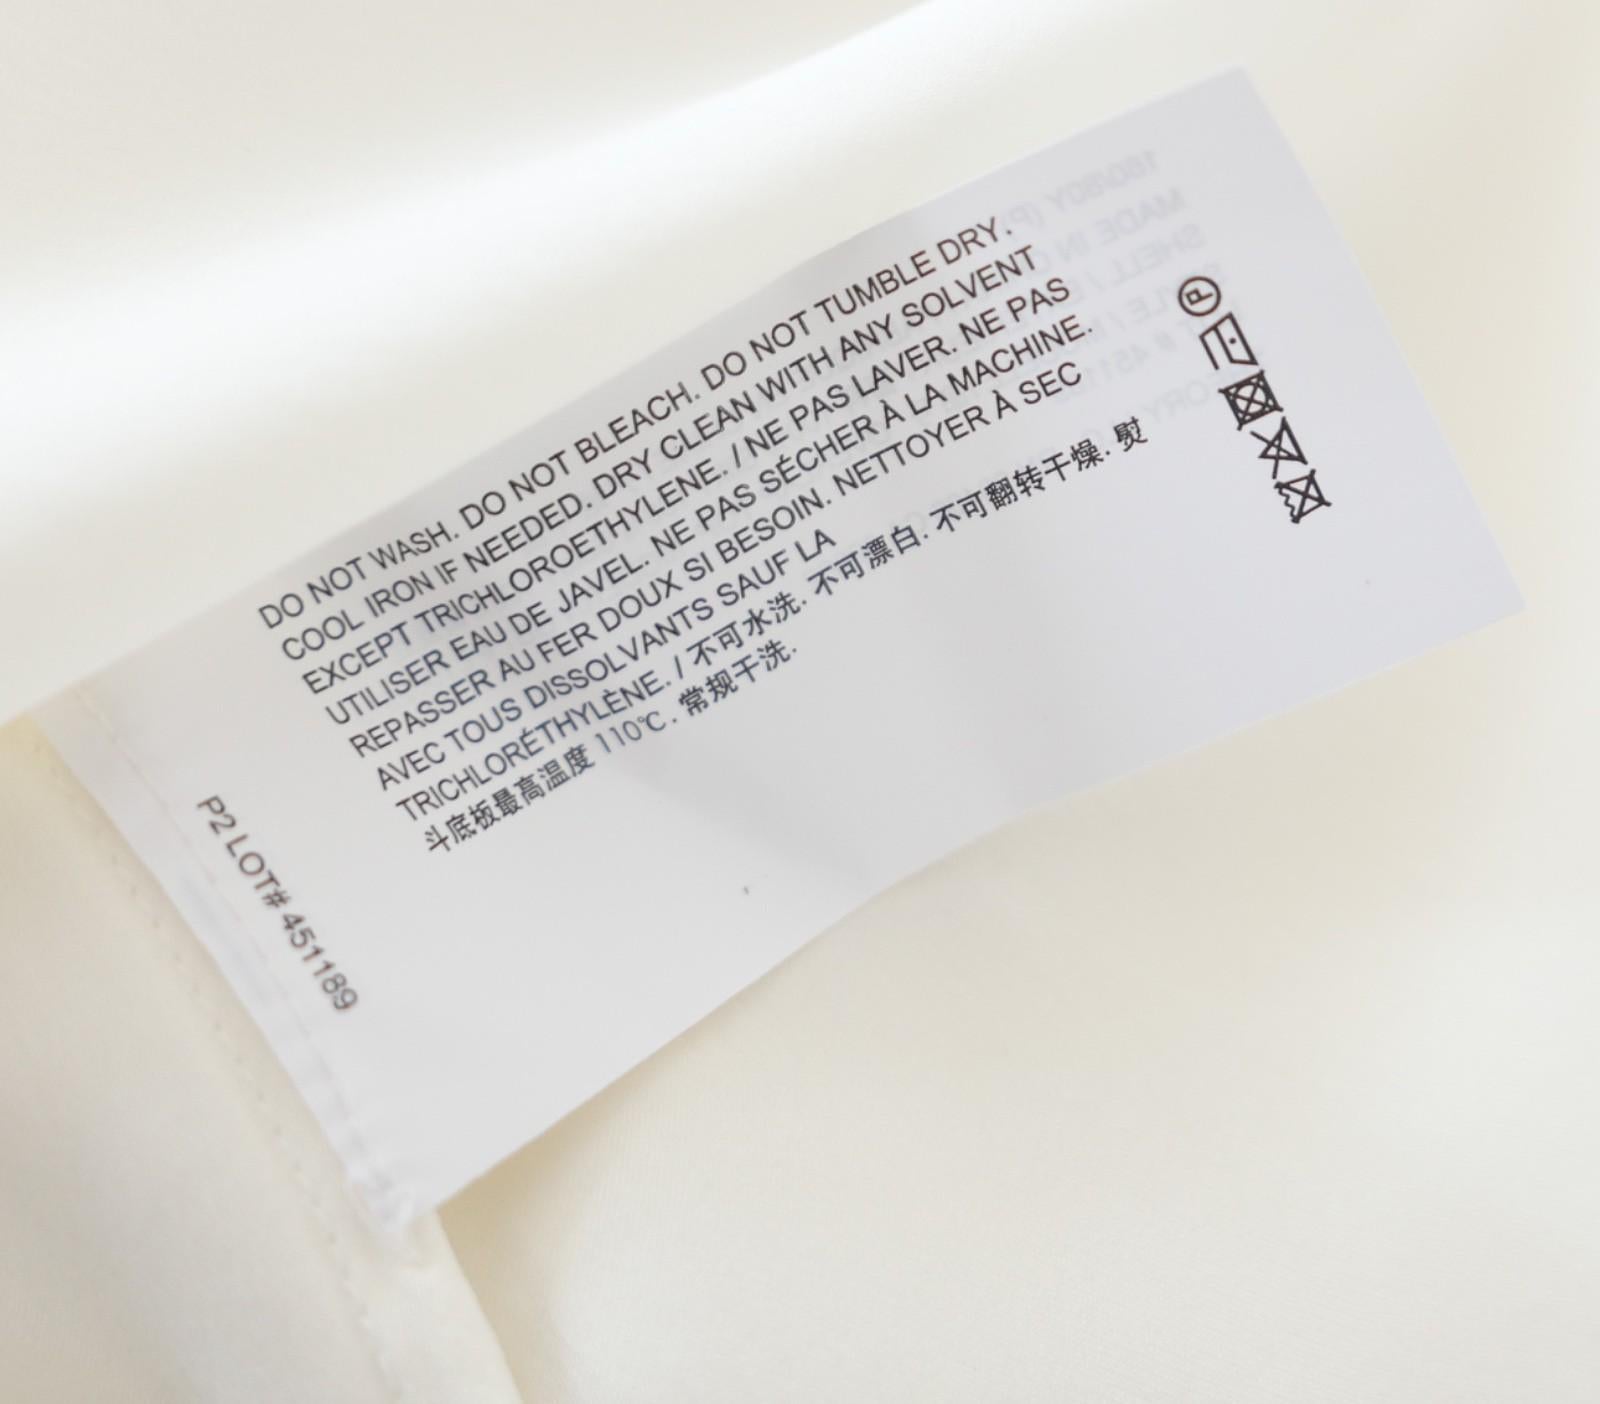 DO NOT WASH. DO NOT BLEACH. DO NOT TUMBLE DRY.
COOL IRON IF NEEDED. DRY CLEAN WITH ANY SOLVENT
EXCEPT TRICHLOROETHYLENE. / NE PAS LAVER. NE PAS
UTILISER EAU DE JAVEL. NE PAS SÉCHER À LA MACHINE.
REPASSER AU FER DOUX SI BESOIN. NETTOYER À SEC
AVEC TOUS DISSOLVANTS SAUF LA
TRICHLORÉTHYLÈNE. / 不可水洗. 不可漂白. 不可翻转干燥. 熨
斗底板最高温度 110℃. 常规干洗.
P
P2 LOT# 451189